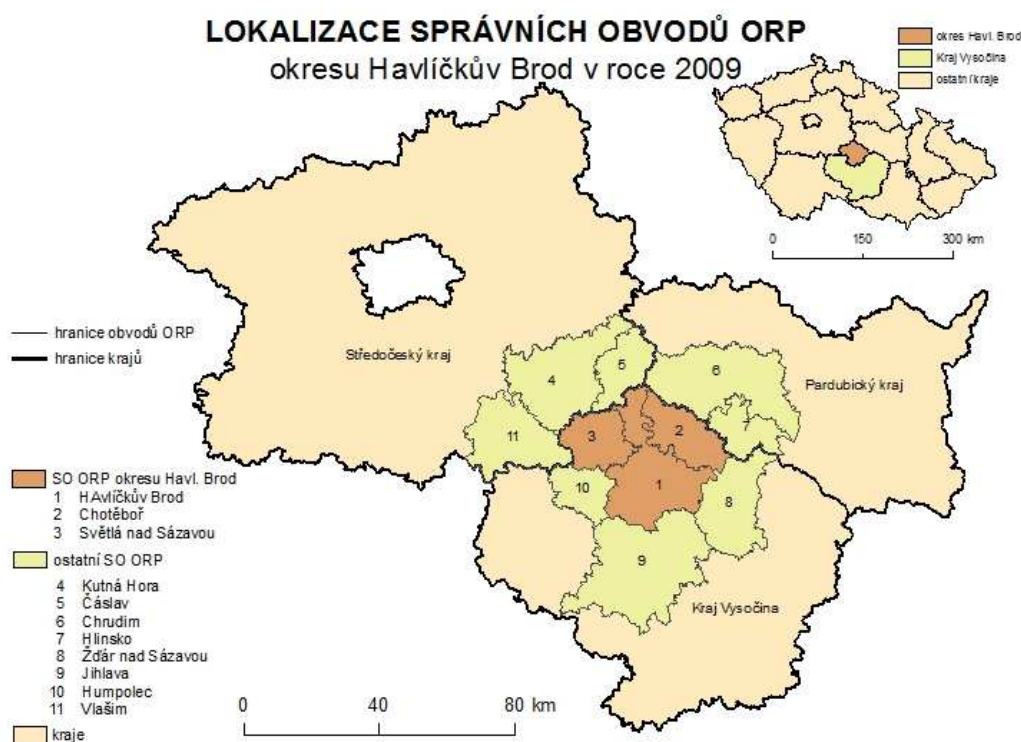 LOKALIZACE SPRÁVNÍCH OBVODŮ ORP
okresu Havlíčkův Brod v roce 2009
okres Havl. Brod
Kraj Vysočina
ostatní kraje
0 150 300 km
hranice obvodů ORP
hranice krajů
Středočeský kraj
Pardubický kraj
Kraj Vysočina
4
5
6
11
3
2
7
10
1
8
9
SO ORP okresu Havl. Brod
1 HAvlíčkův Brod
2 Chotěboř
3 Světlá nad Sázavou
ostatní SO ORP
4 Kutná Hora
5 Čáslav
6 Chrudim
7 Hlinsko
8 Žďár nad Sázavou
9 Jihlava
10 Humpolec
11 Vlašim
kraje
0 40 80 km